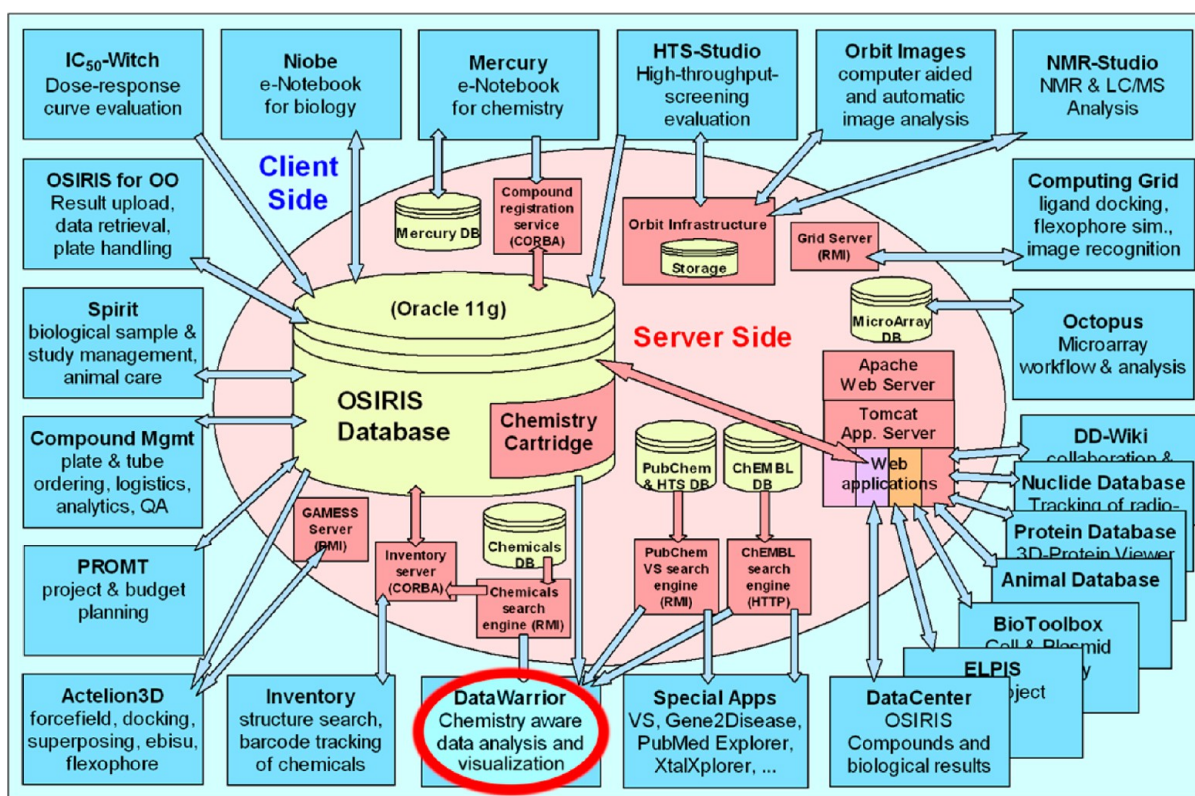 IC50-Witch
Dose-response
curve evaluation
Niobe
e-Notebook
for biology
Mercury
e-Notebook
for chemistry
HTS-Studio
High-throughput-
screening
evaluation
Orbit Images
computer aided
and automatic
image analysis
NMR-Studio
NMR & LC/MS
Analysis
OSIRIS for OO
Result upload,
data retrieval,
plate handling
Client
Side
Mercury DB
Compound
registration
service
(CORBA)
Orbit Infrastructure
Storage
Grid Server
(RMI)
Computing Grid
ligand docking,
flexophore sim.,
image recognition
Spirit
biological sample &
study management,
animal care
(Oracle 11g)
OSIRIS
Database
Chemistry
Cartridge
Server Side
MicroArray
DB
Octopus
Microarray
workflow & analysis
Apache
Web Server
Tomcat
App. Server
Web
applications
Compound Mgmt
plate & tube
ordering, logistics,
analytics, QA
PubChem
& HTS DB
ChEMBL
DB
DD-Wiki
collaboration &
Nuclide Database
Tracking of radio-
Protein Database
3D-Protein Viewer
Animal Database
BioToolbox
Cell & Plasmid
ELPIS
GAMESS
Server
(RMI)
Inventory
server
(CORBA)
Chemicals
DB
Chemicals
search
engine (RMI)
PubChem
VS search
engine
(RMI)
ChEMBL
search
engine
(HTTP)
PROMT
project & budget
planning
Actelion3D
forcefield, docking,
superposing, ebisu,
flexophore
Inventory
structure search,
barcode tracking
of chemicals
DataWarrior
Chemistry aware
data analysis and
visualization
Special Apps
VS, Gene2Disease,
PubMed Explorer,
XtalXplorer, ...
DataCenter
OSIRIS
Compounds and
biological results